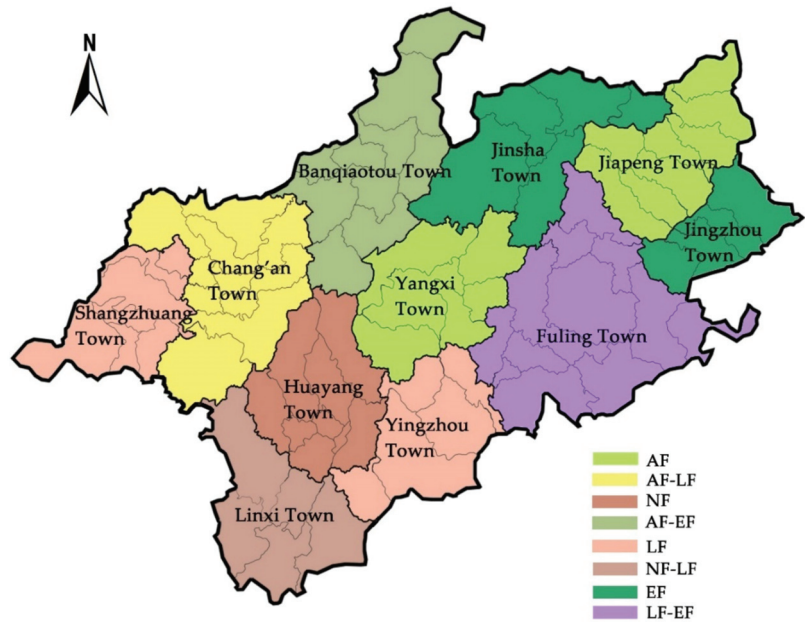 N
Banqiaotou Town
Jinsha
Town
Jiapeng Town
Jingzhou
Town
Chang'an
Town
Yangxi
Town
Shangzhuang
Town
Fuling Town
Huayang
Town
Yingzhou
Town
Linxi Town
AF
AF-LF
NF
AF-EF
LF
NF-LF
EF
LF-EF